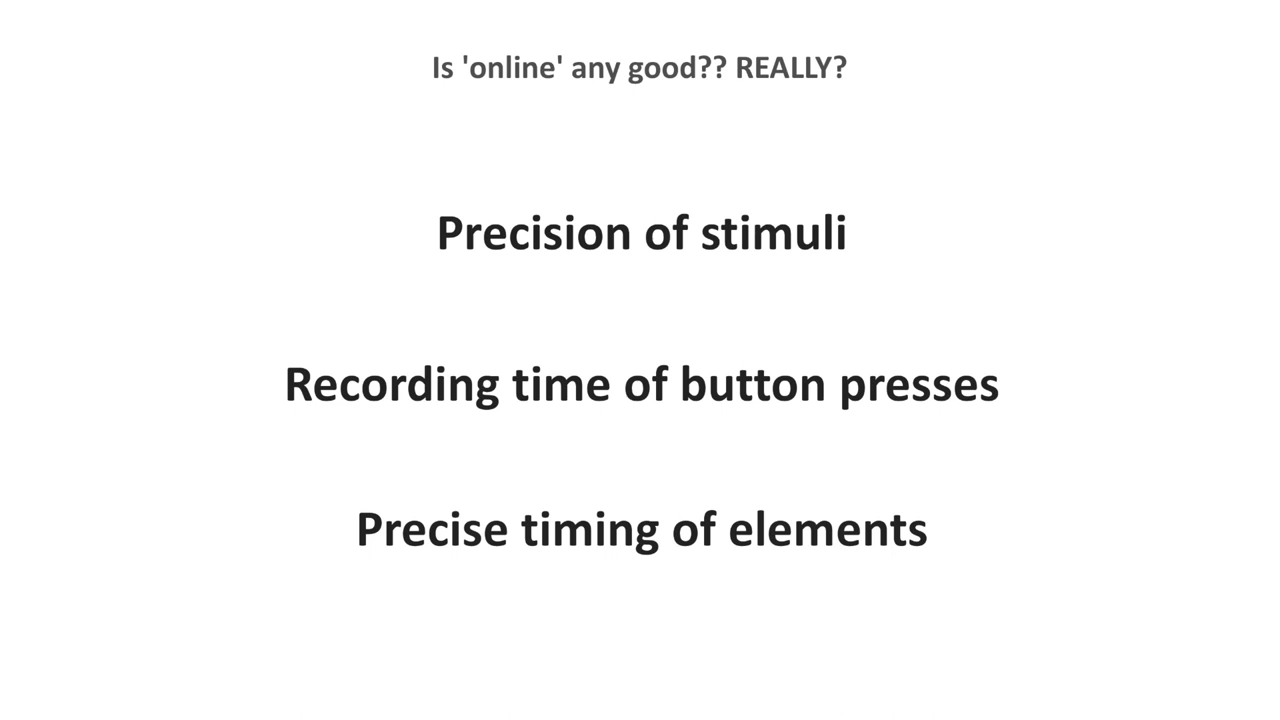 Is 'online' any good?? REALLY?
Precision of stimuli
Recording time of button presses
Precise timing of elements